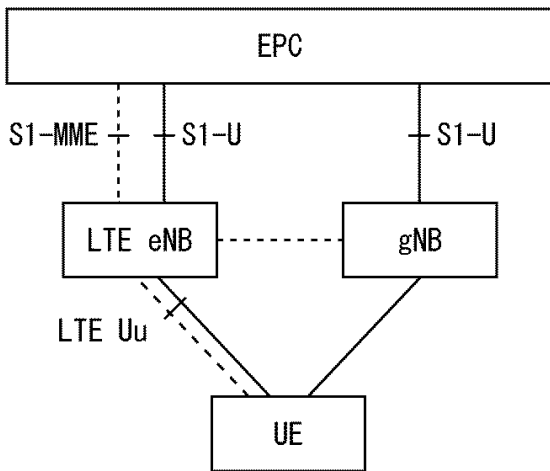 EPC
S1-MME
S1-U
S1-U
LTE eNB
gNB
LTE Uu
UE